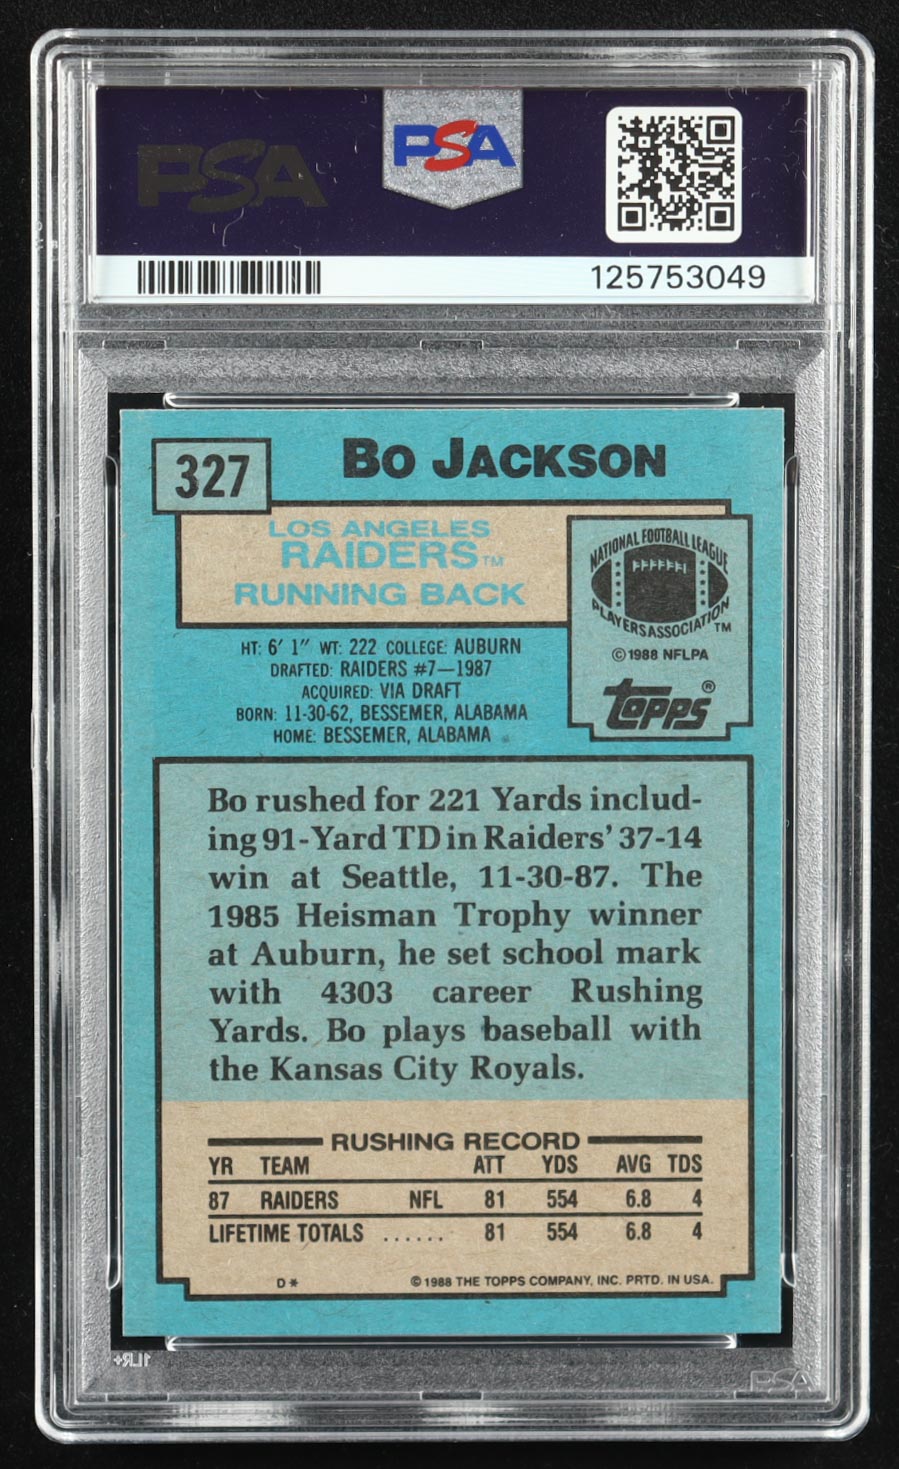 PSA
PSA
125753049
327
BO JACKSON
LOS ANGELES
RAIDERS™
RUNNING BACK
NATIONAL FOOTBALL LEAGUE
PLAYERS ASSOCIATION™
©1988 NFLPA
topps®
HT: 6' 1" WT: 222 COLLEGE: AUBURN
DRAFTED: RAIDERS #7—1987
ACQUIRED: VIA DRAFT
BORN: 11-30-62, BESSEMER, ALABAMA
HOME: BESSEMER, ALABAMA
Bo rushed for 221 Yards includ-
ing 91-Yard TD in Raiders' 37-14
win at Seattle, 11-30-87. The
1985 Heisman Trophy winner
at Auburn, he set school mark
with 4303 career Rushing
Yards. Bo plays baseball with
the Kansas City Royals.
RUSHING RECORD
YR TEAM ATT YDS AVG TDS
87 RAIDERS NFL 81 554 6.8 4
LIFETIME TOTALS ...... 81 554 6.8 4
D* ©1988 THE TOPPS COMPANY, INC. PRTD. IN USA.
1LR+
PSA